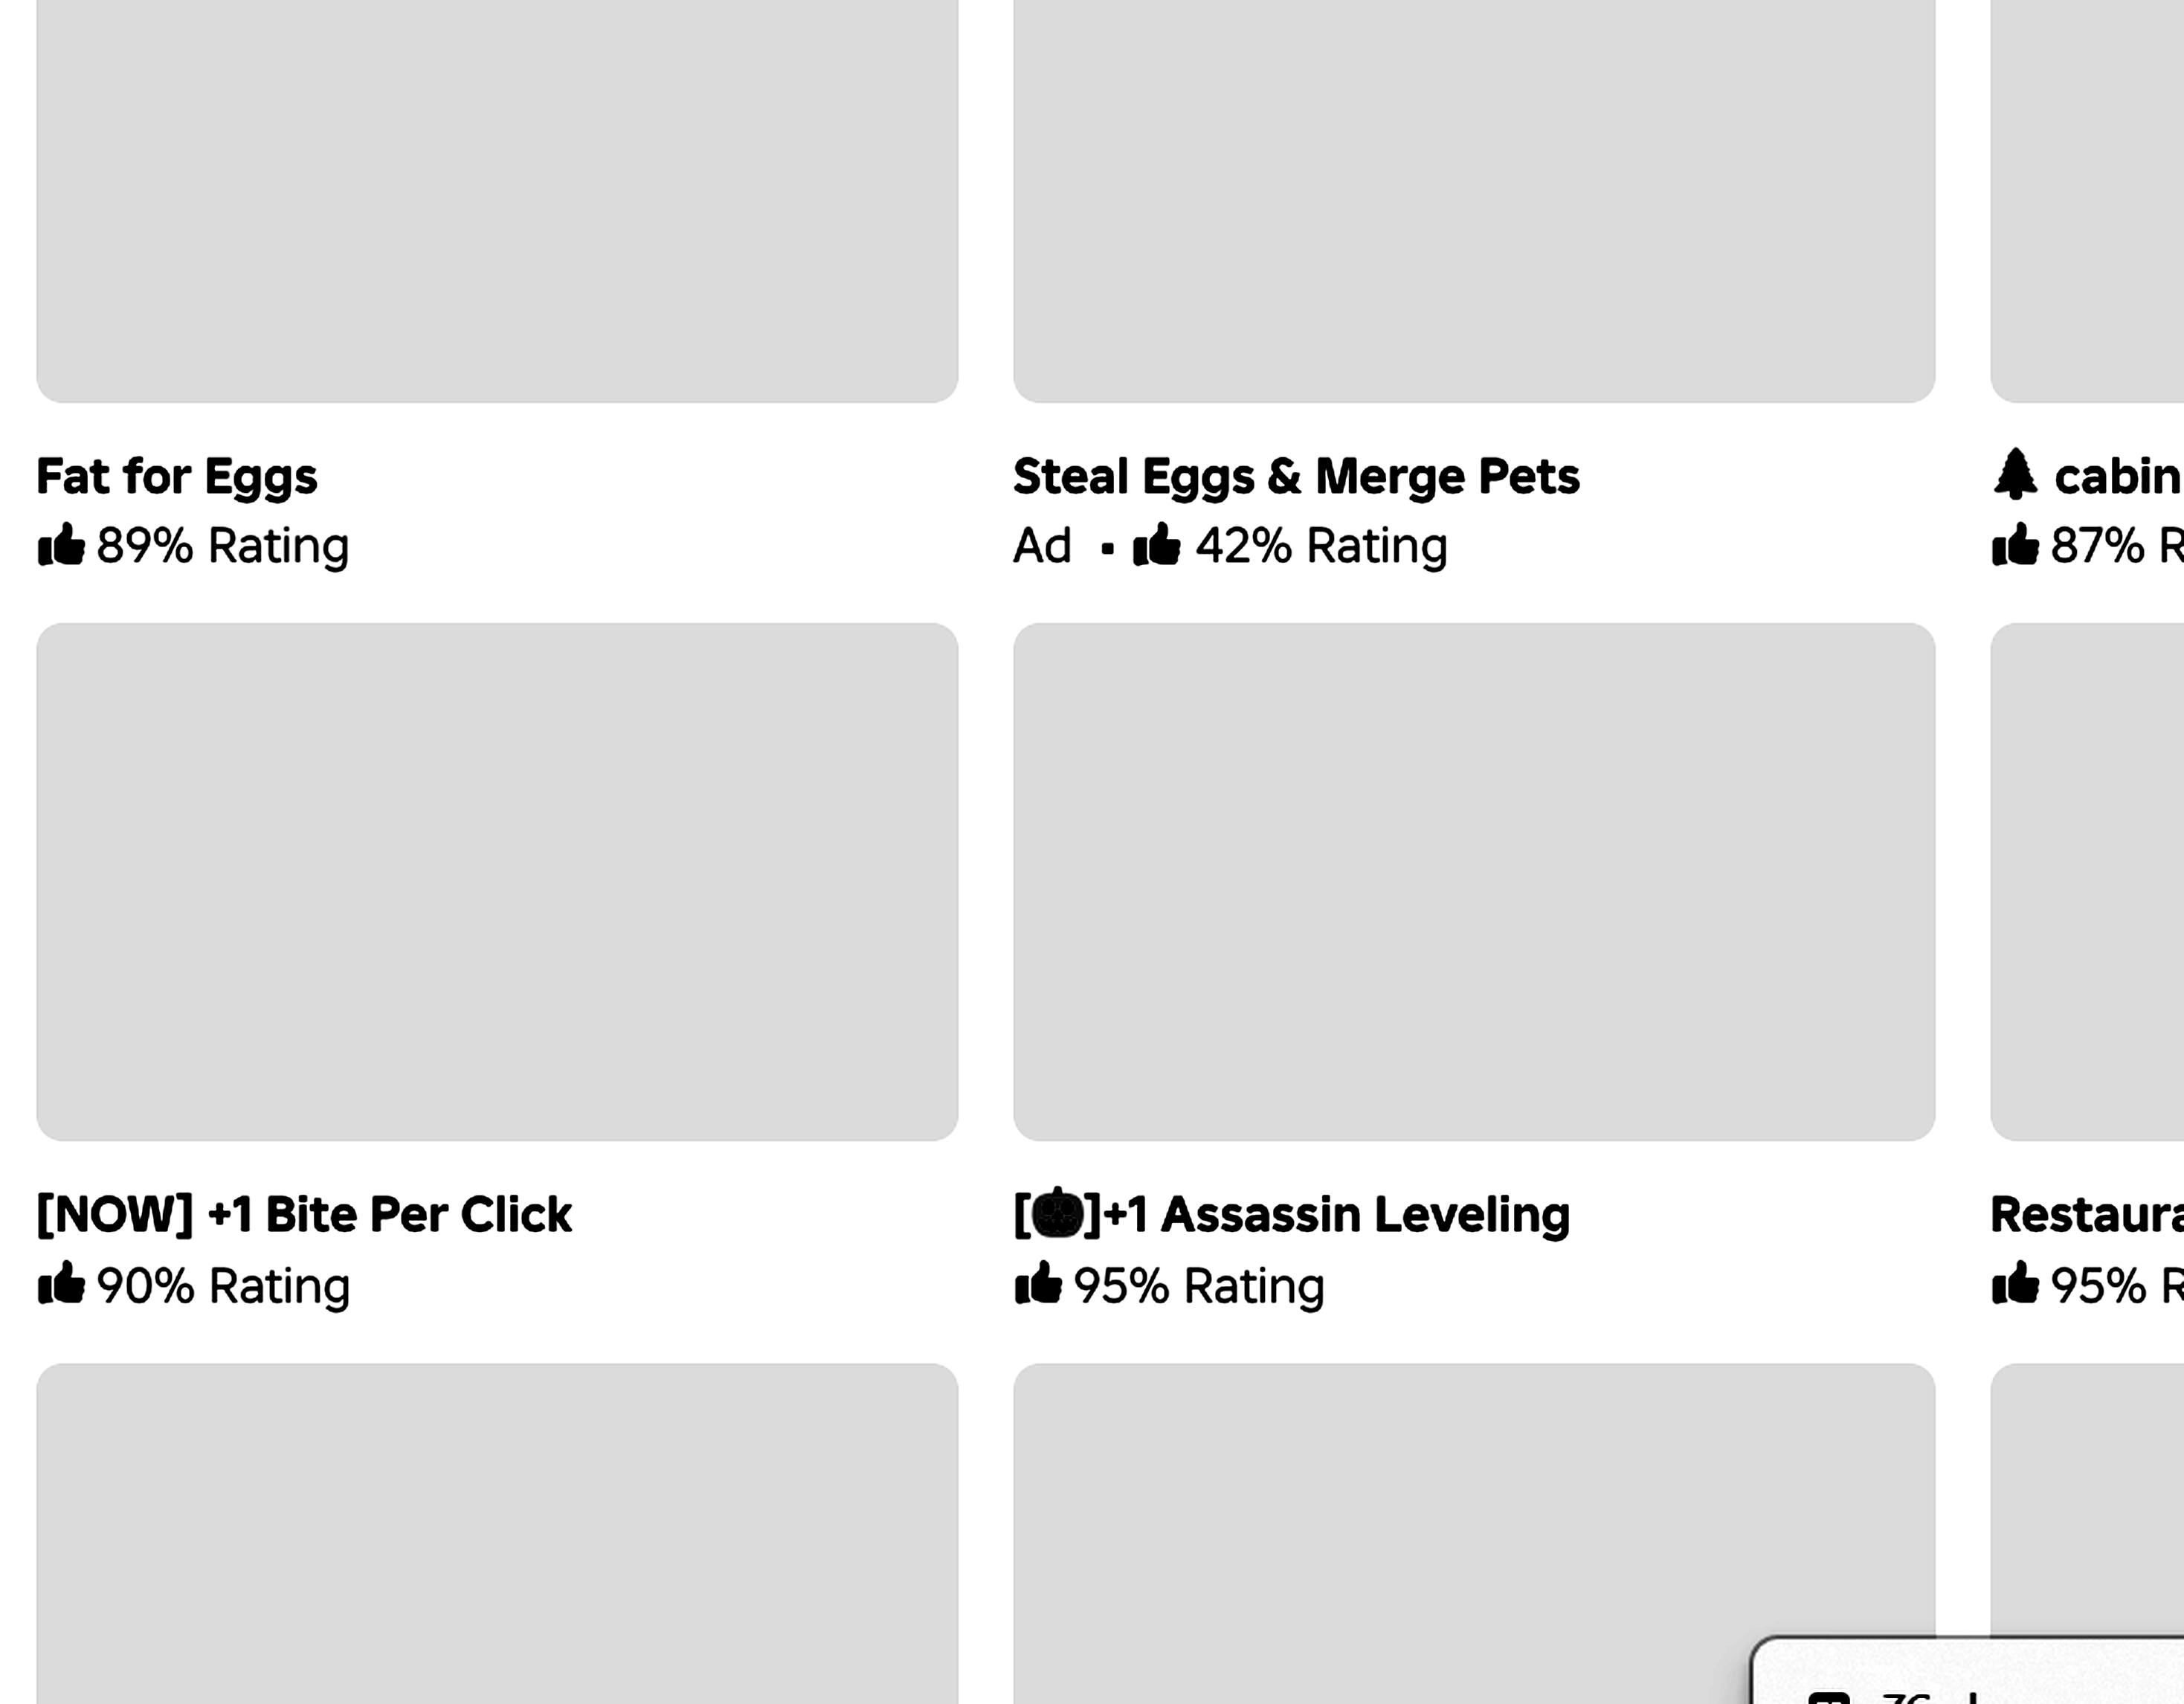 Fat for Eggs
89% Rating
Steal Eggs & Merge Pets
Ad · 42% Rating
🌲 cabin
87% R
[NOW] +1 Bite Per Click
90% Rating
[🎃]+1 Assassin Leveling
95% Rating
Restaura
95% R